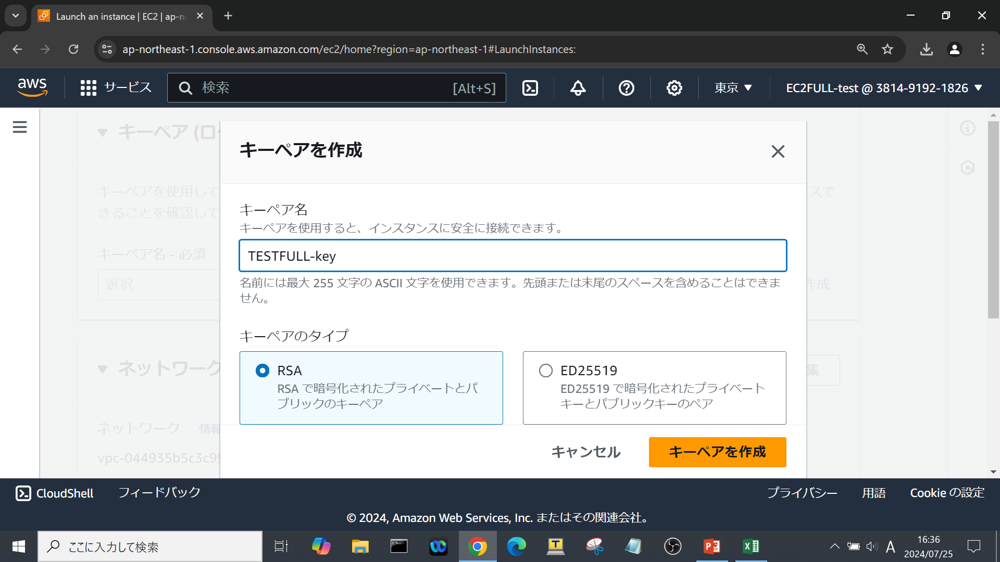 Launch an instance | EC2 | ap-no
ap-northeast-1.console.aws.amazon.com/ec2/home?region=ap-northeast-1#LaunchInstances:
aws
サービス
検索
[Alt+S]
東京
EC2FULL-test @ 3814-9192-1826
キーペア (ロ
キーペアを作成
キーペアを使用して
スで
きることを確認して
キーペア名
キーペアを使用すると、インスタンスに安全に接続できます。
キーペア名 - 必須
TESTFULL-key
選択
作成
名前には最大 255 文字の ASCII 文字を使用できます。先頭または末尾のスペースを含めることはできま
せん。
キーペアのタイプ
ネットワーク
集
RSA
RSA で暗号化されたプライベートとパ
ブリックのキーペア
ED25519
ED25519 で暗号化されたプライベート
キーとパブリックキーのペア
ネットワーク
情報
vpc-044935b5c3c99
キャンセル
キーペアを作成
CloudShell
フィードバック
プライバシー
用語
Cookie の設定
© 2024, Amazon Web Services, Inc. またはその関連会社。
ここに入力して検索
A
16:36
2024/07/25